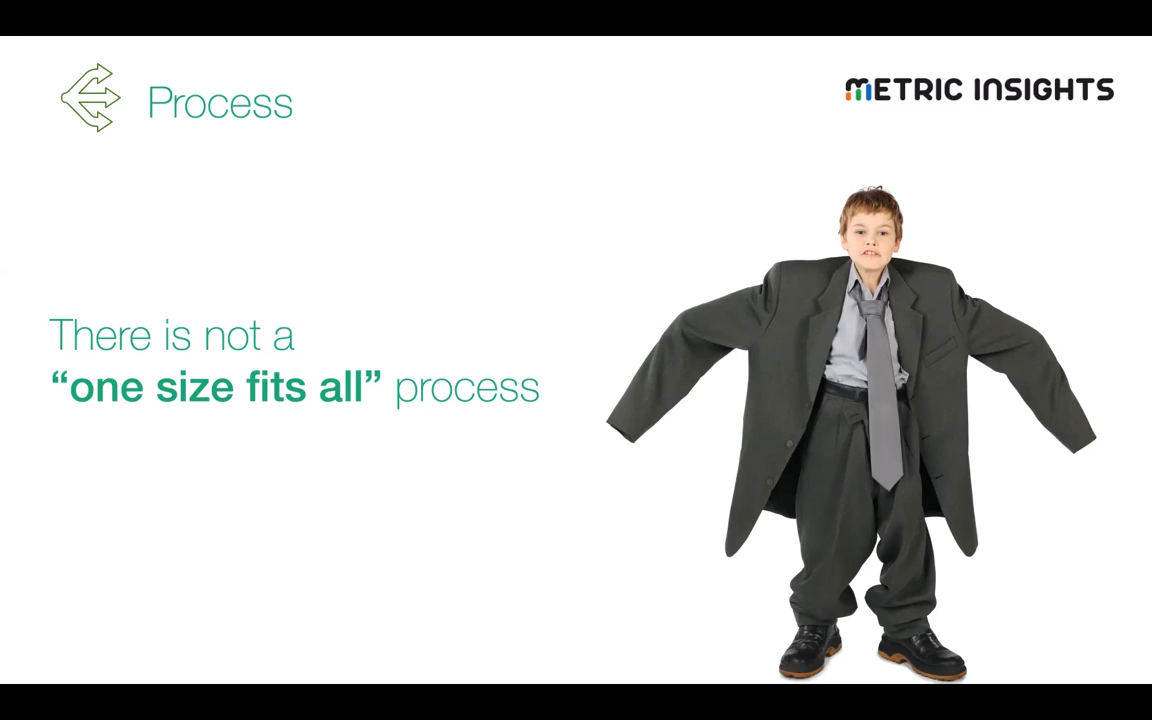 Process
METRIC INSIGHTS
There is not a
“one size fits all” process